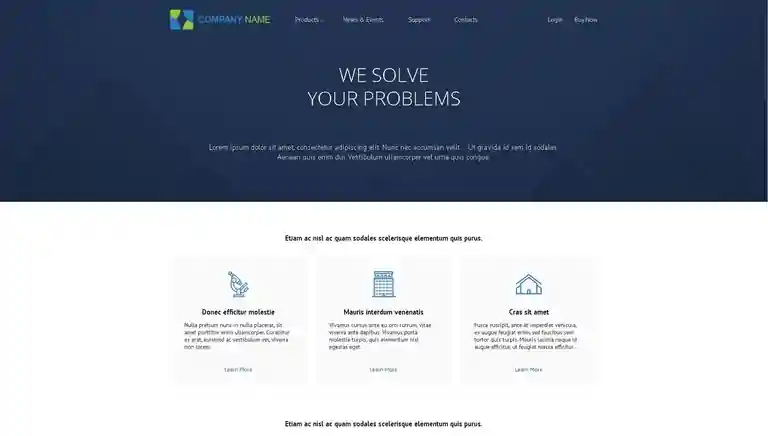 COMPANY NAME
Products
News & Events
Support
Contacts
Login
Buy Now
WE SOLVE
YOUR PROBLEMS
Lorem ipsum dolor sit amet, consectetur adipiscing elit. Nunc nec accumsan velit. Ut gravida id sem id sodales
Aenean quis enim dui. Vestibulum ullamcorper vel urna quis congue.
Etiam ac nisl ac quam sodales scelerisque elementum quis purus.
Donec efficitur molestie
Nulla pretium nunc in nulla placerat, sit
amet porttitor enim ullamcorper. Curabitur
ex erat, euismod at vestibulum vel, viverra
non lorem.
Learn More
Mauris interdum venenatis
Vivamus cursus ante eu orci rutrum, vitae
viverra ante dapibus. Vivamus porta
molestie turpis, quis elementum nisl
egestas eget.
Learn More
Cras sit amet
Fusce suscipit, ante at imperdiet vehicula,
ex augue feugiat enim, sed faucibus sem
tortor quis turpis. Mauris lacinia neque id
augue efficitur, ut feugiat massa efficitur.
Learn More
Etiam ac nisl ac quam sodales scelerisque elementum quis purus.